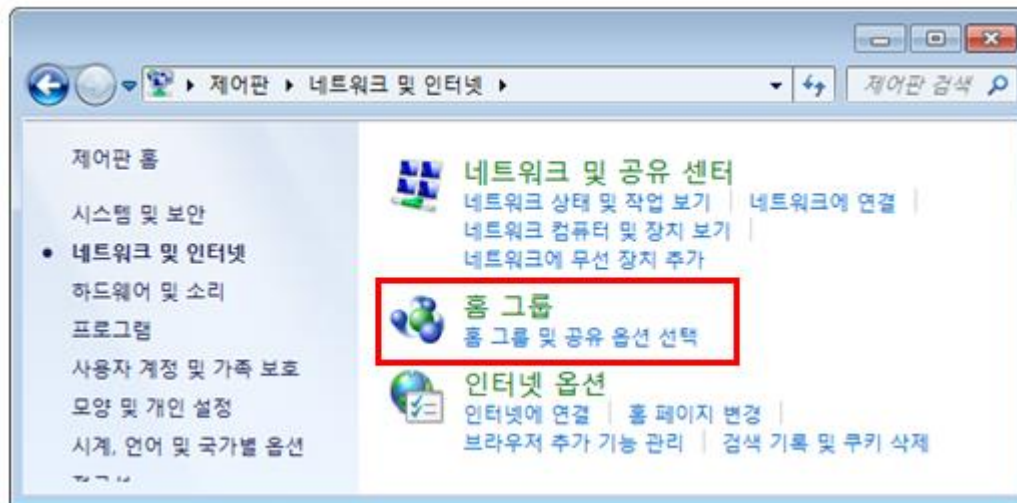 제어판 ▸ 네트워크 및 인터넷 ▸
제어판 검색
제어판 홈
시스템 및 보안
• 네트워크 및 인터넷
하드웨어 및 소리
프로그램
사용자 계정 및 가족 보호
모양 및 개인 설정
시계, 언어 및 국가별 옵션
네트워크 및 공유 센터
네트워크 상태 및 작업 보기 | 네트워크에 연결 |
네트워크 컴퓨터 및 장치 보기 |
네트워크에 무선 장치 추가
홈 그룹
홈 그룹 및 공유 옵션 선택
인터넷 옵션
인터넷에 연결 | 홈 페이지 변경 |
브라우저 추가 기능 관리 | 검색 기록 및 쿠키 삭제